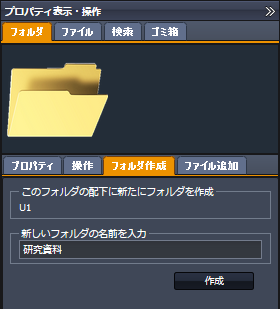 プロパティ表示・操作 »
フォルダ ファイル 検索 ゴミ箱
プロパティ 操作 フォルダ作成 ファイル追加
このフォルダの配下に新たにフォルダを作成
U1
新しいフォルダの名前を入力
研究資料
作成